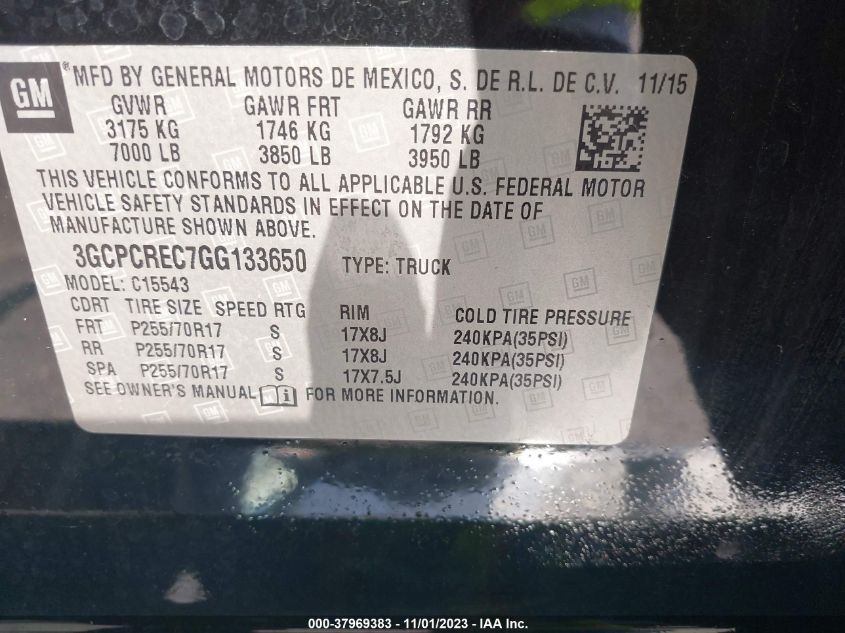 GM
® MFD BY GENERAL MOTORS DE MEXICO, S. DE R.L. DE C.V. 11/15
GVWR GAWR FRT GAWR RR
3175 KG 1746 KG 1792 KG
7000 LB 3850 LB 3950 LB
THIS VEHICLE CONFORMS TO ALL APPLICABLE U.S. FEDERAL MOTOR
VEHICLE SAFETY STANDARDS IN EFFECT ON THE DATE OF
MANUFACTURE SHOWN ABOVE.
3GCPCREC7GG133650 TYPE: TRUCK
MODEL: C15543
CDRT TIRE SIZE SPEED RTG RIM COLD TIRE PRESSURE
FRT P255/70R17 S 17X8J 240KPA(35PSI)
RR P255/70R17 S 17X8J 240KPA(35PSI)
SPA P255/70R17 S 17X7.5J 240KPA(35PSI)
SEE OWNER'S MANUAL i FOR MORE INFORMATION.
000-37969383 - 11/01/2023 - IAA Inc.